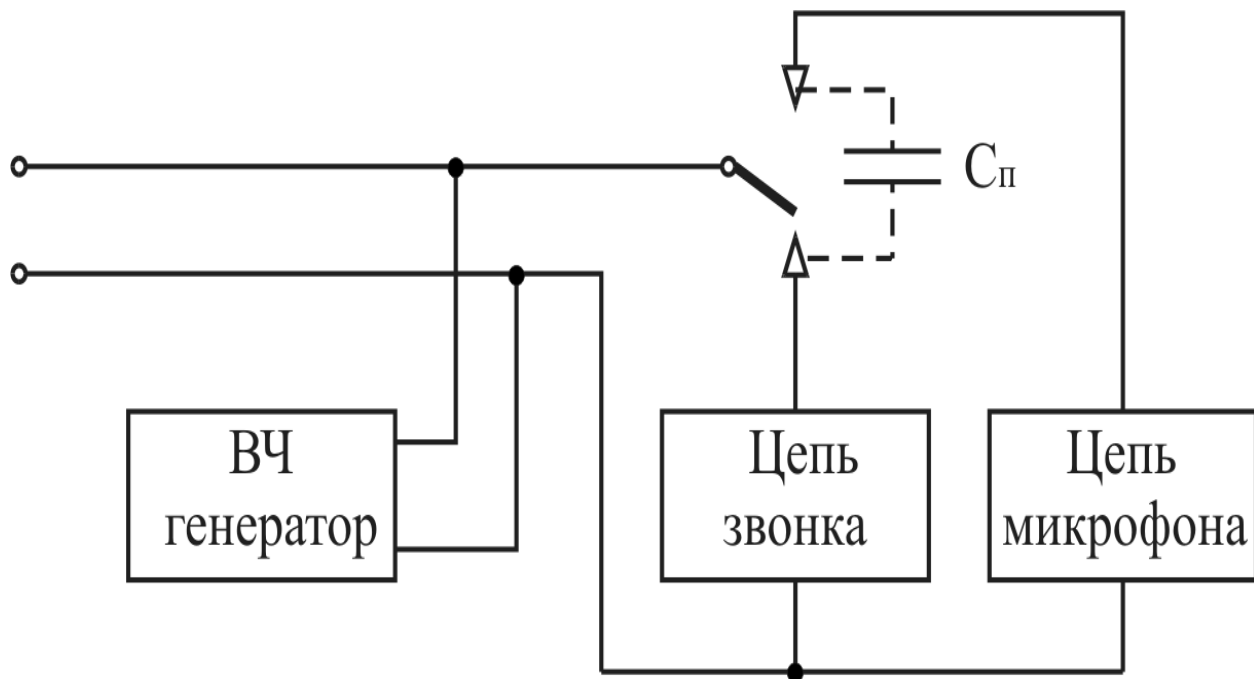 Сп
ВЧ
генератор
Цепь
звонка
Цепь
микрофона